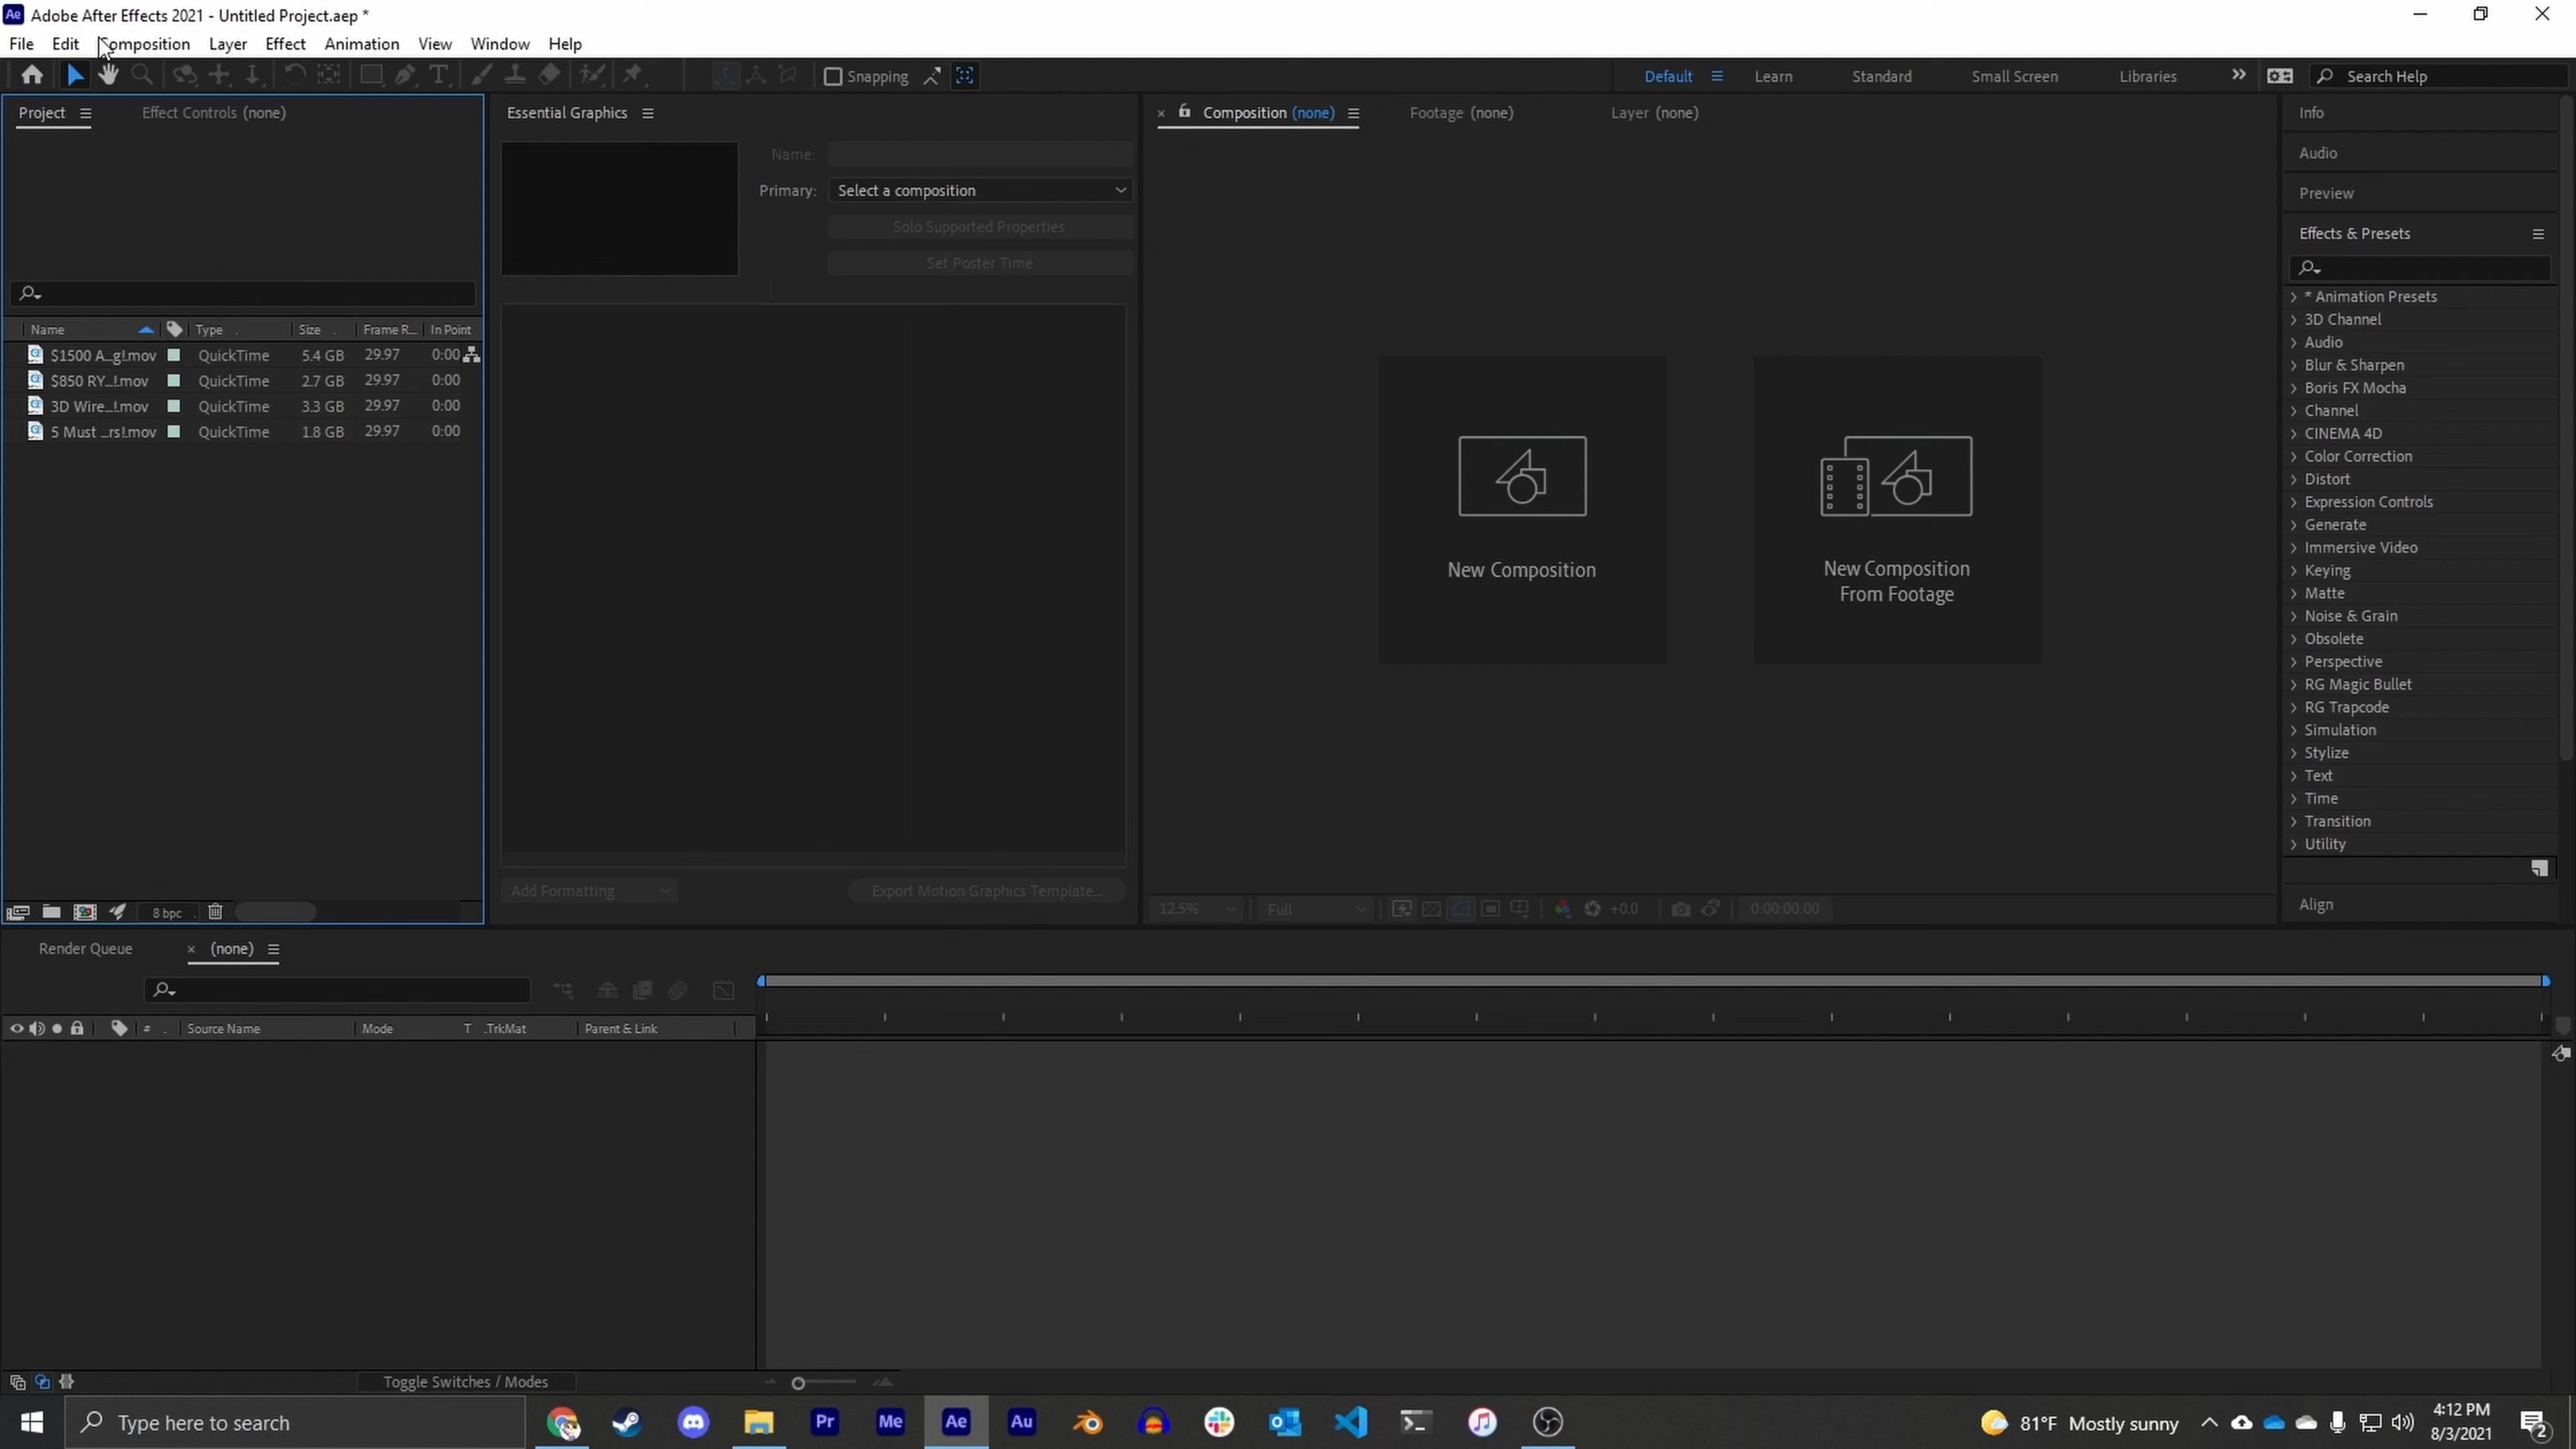 Ae Adobe After Effects 2021 - Untitled Project.aep *
File Edit Composition Layer Effect Animation View Window Help
Snapping Default Learn Standard Small Screen Libraries Search Help
Project Effect Controls (none)
Name Type Size Frame R... In Point
$1500 A...g!.mov QuickTime 5.4 GB 29.97 0:00
$850 RY...!.mov QuickTime 2.7 GB 29.97 0:00
3D Wire...!.mov QuickTime 3.3 GB 29.97 0:00
5 Must ...rs!.mov QuickTime 1.8 GB 29.97 0:00
8 bpc
Essential Graphics
Name:
Primary: Select a composition
Solo Supported Properties
Set Poster Time
Add Formatting Export Motion Graphics Template...
Composition (none) Footage (none) Layer (none)
New Composition
New Composition
From Footage
12.5% Full +0.0 0:00:00:00
Info
Audio
Preview
Effects & Presets
* Animation Presets
3D Channel
Audio
Blur & Sharpen
Boris FX Mocha
Channel
CINEMA 4D
Color Correction
Distort
Expression Controls
Generate
Immersive Video
Keying
Matte
Noise & Grain
Obsolete
Perspective
RG Magic Bullet
RG Trapcode
Simulation
Stylize
Text
Time
Transition
Utility
Align
Render Queue (none)
# Source Name Mode T .TrkMat Parent & Link
Toggle Switches / Modes
Type here to search Pr Me Ae Au 81°F Mostly sunny 4:12 PM
8/3/2021 2